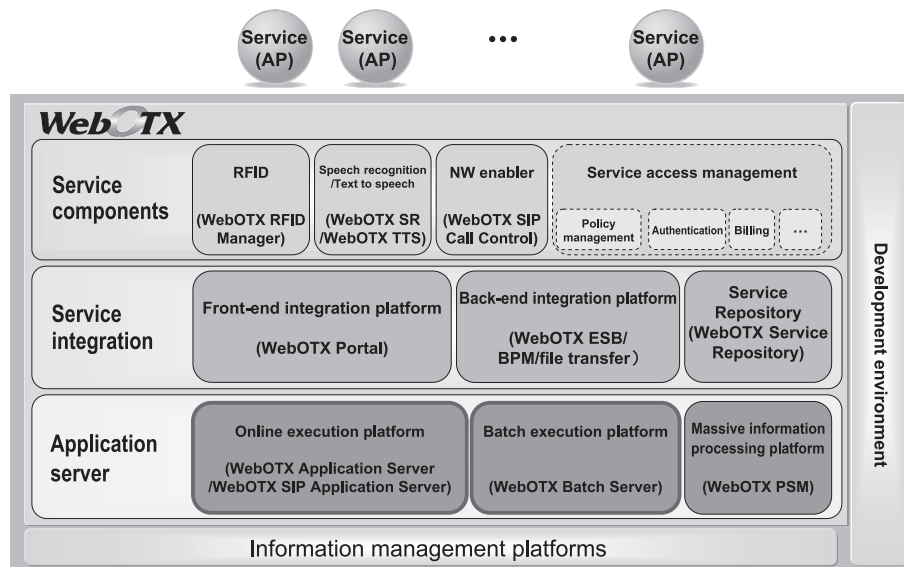 Service
(AP)
Service
(AP)
...
Service
(AP)
WebOTX
Service
components
RFID
(WebOTX RFID
Manager)
Speech recognition
/Text to speech
(WebOTX SR
/WebOTX TTS)
NW enabler
(WebOTX SIP
Call Control)
Service access management
Policy
management
Authentication
Billing
...
Service
integration
Front-end integration platform
(WebOTX Portal)
Back-end integration platform
(WebOTX ESB/
BPM/file transfer）
Service
Repository
(WebOTX Service
Repository)
Application
server
Online execution platform
(WebOTX Application Server
/WebOTX SIP Application Server)
Batch execution platform
(WebOTX Batch Server)
Massive information
processing platform
(WebOTX PSM)
Development environment
Information management platforms